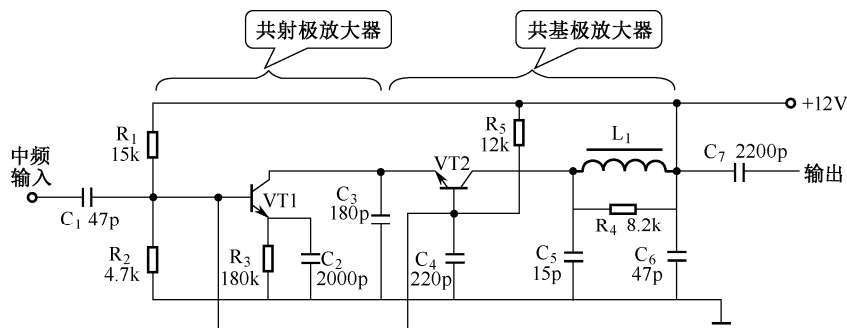 共射极放大器
共基极放大器
+12V
R1
15k
R5
12k
L1
中频
输入
VT2
C7 2200p
输出
VT1
C3
180p
C1 47p
R4 8.2k
R2
4.7k
R3
180k
C2
2000p
C4
220p
C5
15p
C6
47p